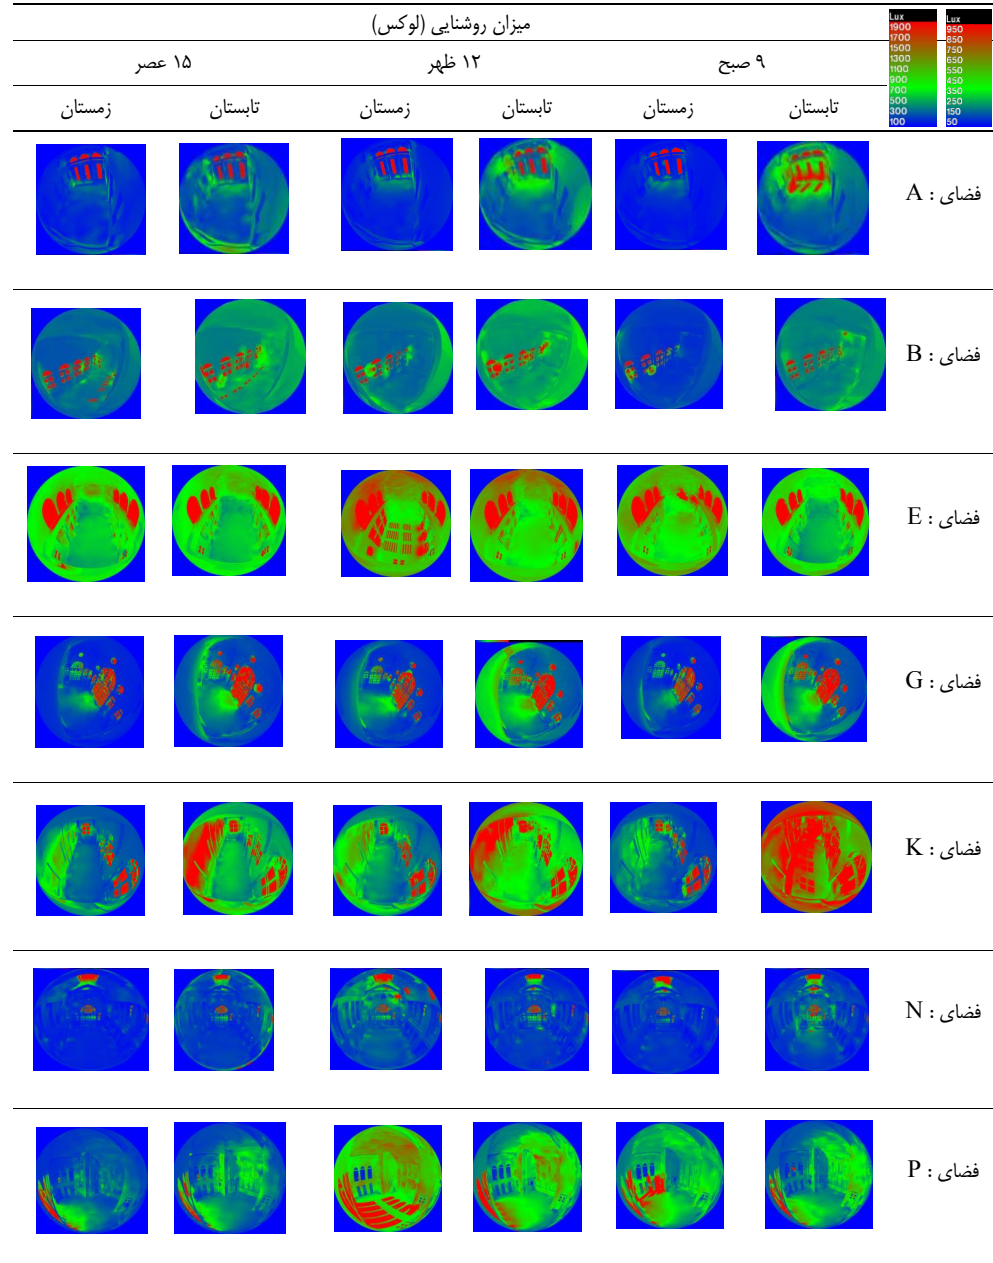 میزان روشنایی (لوکس)
Lux
1900
1700
1500
1300
1100
900
700
500
300
100
Lux
950
850
750
650
550
450
350
250
150
50
۹ صبح
۱۲ ظهر
۱۵ عصر
تابستان
زمستان
تابستان
زمستان
تابستان
زمستان
فضای : A
فضای : B
فضای : E
فضای : G
فضای : K
فضای : N
فضای : P